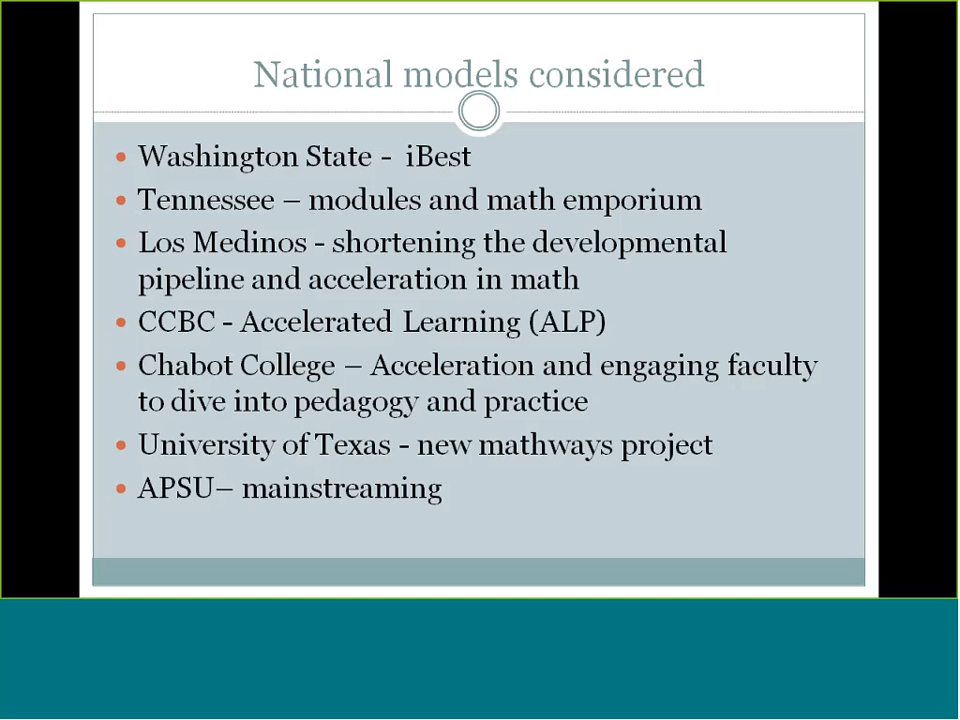 National models considered
• Washington State - iBest
• Tennessee – modules and math emporium
• Los Medinos - shortening the developmental
pipeline and acceleration in math
• CCBC - Accelerated Learning (ALP)
• Chabot College – Acceleration and engaging faculty
to dive into pedagogy and practice
• University of Texas - new mathways project
• APSU– mainstreaming